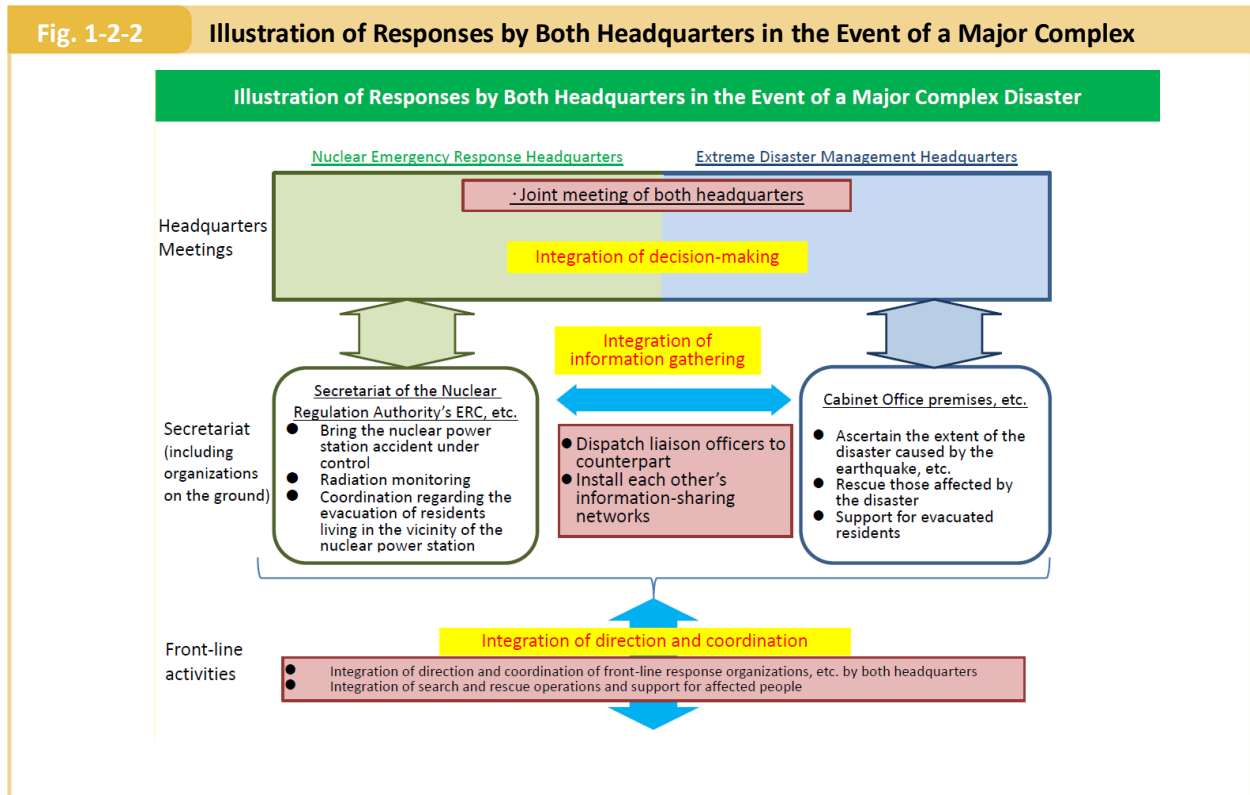 Fig. 1-2-2
Illustration of Responses by Both Headquarters in the Event of a Major Complex
Illustration of Responses by Both Headquarters in the Event of a Major Complex Disaster
Nuclear Emergency Response Headquarters
Extreme Disaster Management Headquarters
Headquarters
Meetings
·Joint meeting of both headquarters
Integration of decision-making
Integration of
information gathering
Secretariat
(including
organizations
on the ground)
Secretariat of the Nuclear
Regulation Authority's ERC, etc.
● Bring the nuclear power
station accident under
control
● Radiation monitoring
● Coordination regarding the
evacuation of residents
living in the vicinity of the
nuclear power station
● Dispatch liaison officers to
counterpart
● Install each other's
information-sharing
networks
Cabinet Office premises, etc.
● Ascertain the extent of the
disaster caused by the
earthquake, etc.
● Rescue those affected by
the disaster
● Support for evacuated
residents
Front-line
activities
Integration of direction and coordination
● Integration of direction and coordination of front-line response organizations, etc. by both headquarters
● Integration of search and rescue operations and support for affected people